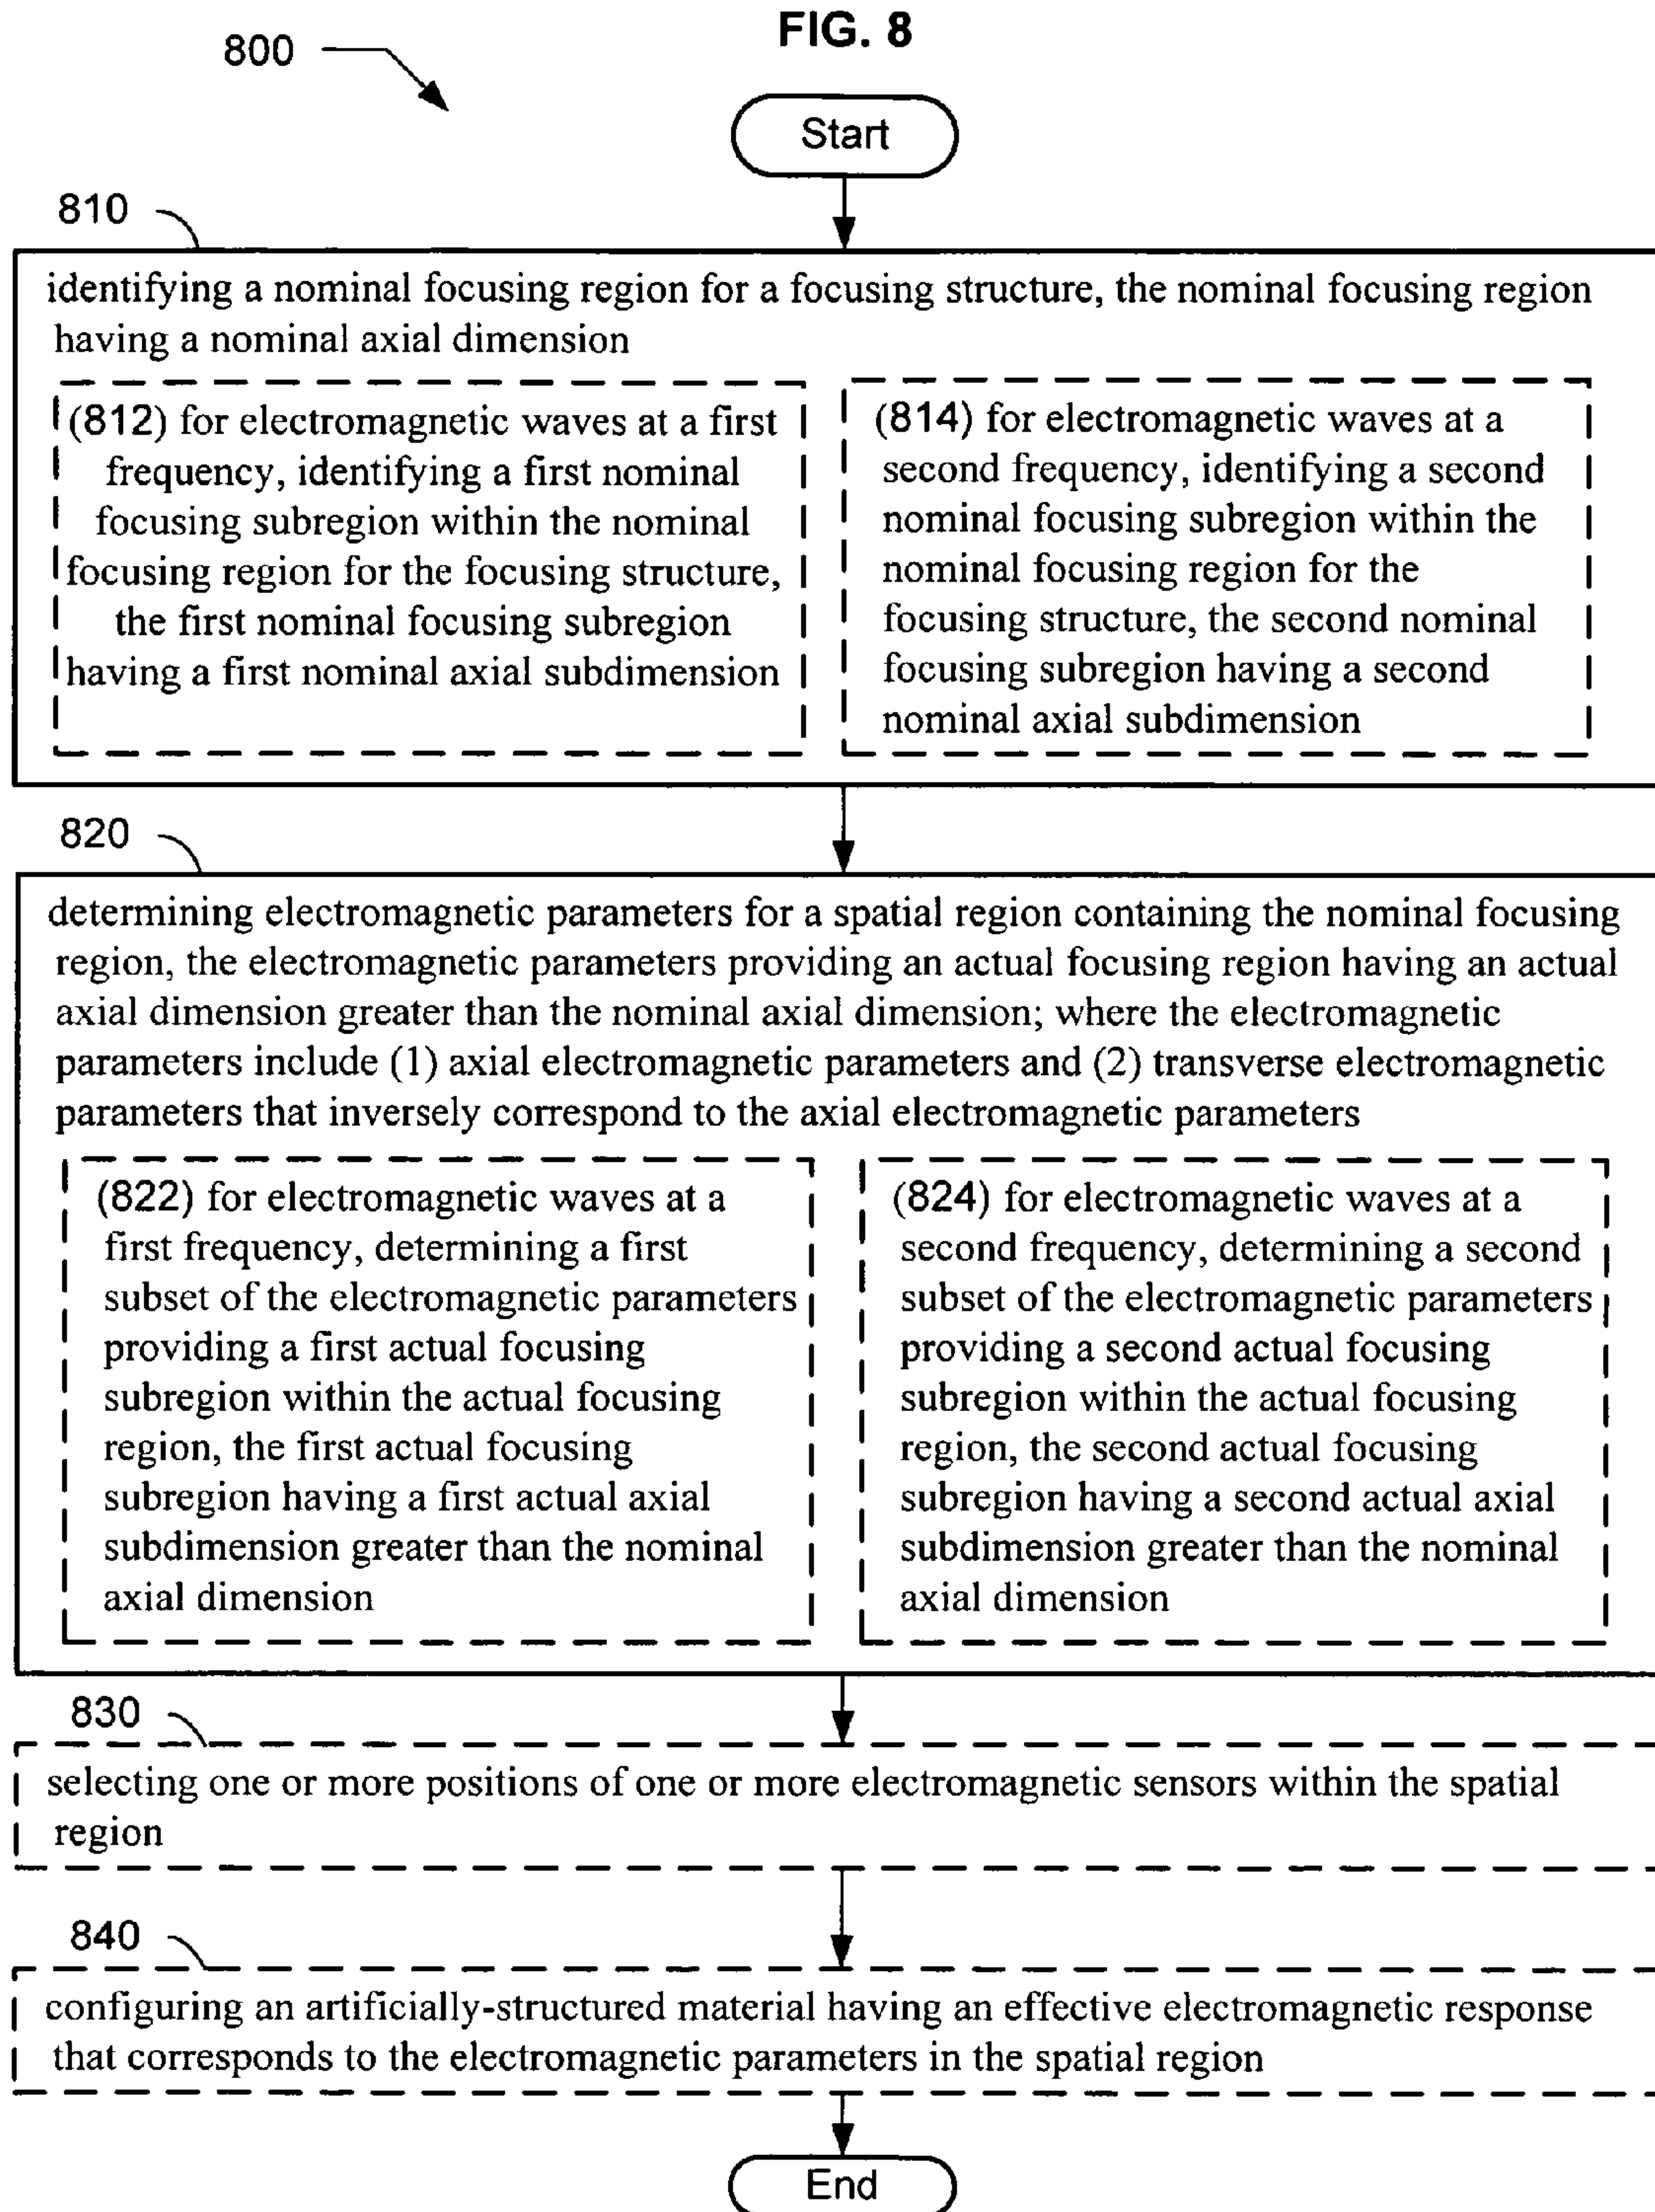 FIG. 8
800
Start
810
identifying a nominal focusing region for a focusing structure, the nominal focusing region
having a nominal axial dimension
(812) for electromagnetic waves at a first
frequency, identifying a first nominal
focusing subregion within the nominal
focusing region for the focusing structure,
the first nominal focusing subregion
having a first nominal axial subdimension
(814) for electromagnetic waves at a
second frequency, identifying a second
nominal focusing subregion within the
nominal focusing region for the
focusing structure, the second nominal
focusing subregion having a second
nominal axial subdimension
820
determining electromagnetic parameters for a spatial region containing the nominal focusing
region, the electromagnetic parameters providing an actual focusing region having an actual
axial dimension greater than the nominal axial dimension; where the electromagnetic
parameters include (1) axial electromagnetic parameters and (2) transverse electromagnetic
parameters that inversely correspond to the axial electromagnetic parameters
(822) for electromagnetic waves at a
first frequency, determining a first
subset of the electromagnetic parameters
providing a first actual focusing
subregion within the actual focusing
region, the first actual focusing
subregion having a first actual axial
subdimension greater than the nominal
axial dimension
(824) for electromagnetic waves at a
second frequency, determining a second
subset of the electromagnetic parameters
providing a second actual focusing
subregion within the actual focusing
region, the second actual focusing
subregion having a second actual axial
subdimension greater than the nominal
axial dimension
830
selecting one or more positions of one or more electromagnetic sensors within the spatial
region
840
configuring an artificially-structured material having an effective electromagnetic response
that corresponds to the electromagnetic parameters in the spatial region
End